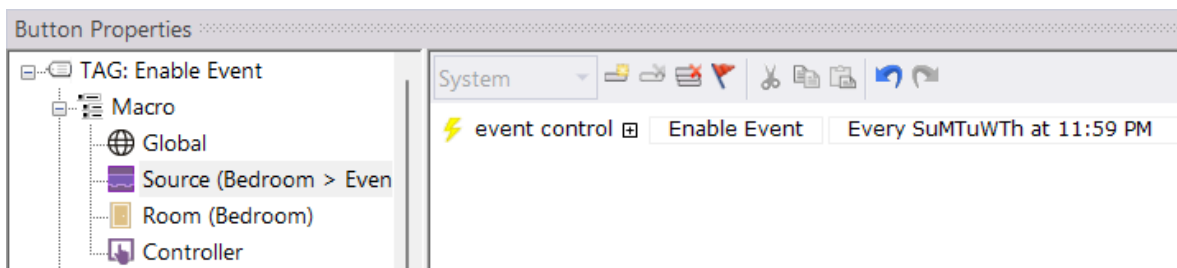 Button Properties
TAG: Enable Event
Macro
Global
Source (Bedroom > Even
Room (Bedroom)
Controller
System
event control Enable Event Every SuMTuWTh at 11:59 PM